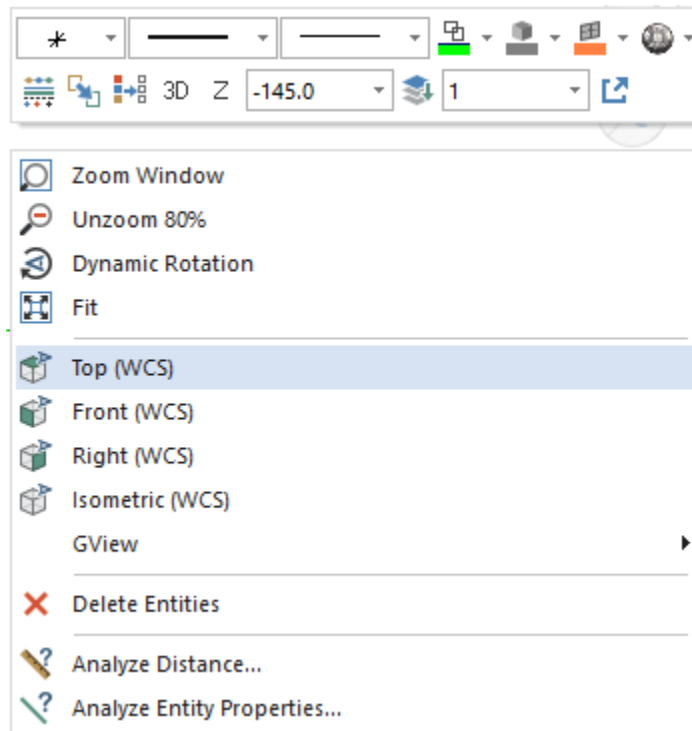 3D Z -145.0 1
Zoom Window
Unzoom 80%
Dynamic Rotation
Fit
Top (WCS)
Front (WCS)
Right (WCS)
Isometric (WCS)
GView
Delete Entities
Analyze Distance...
Analyze Entity Properties...